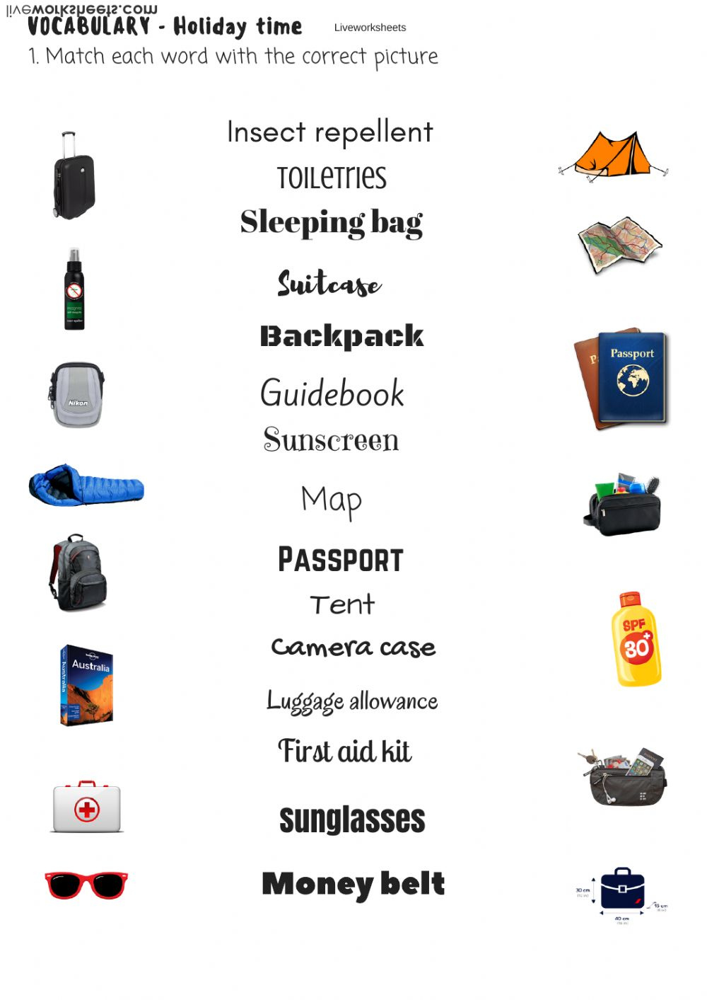 liveworksheets.com
VOCABULARY - Holiday time
Liveworksheets
1. Match each word with the correct picture
Insect repellent
Toiletries
Sleeping bag
Suitcase
Backpack
Nikon
Guidebook
Passport
Sunscreen
Map
Passport
Tent
SPF
30+
Camera case
Australia
Australia
Luggage allowance
First aid kit
Sunglasses
Money belt
30 cm
15 cm
40 cm